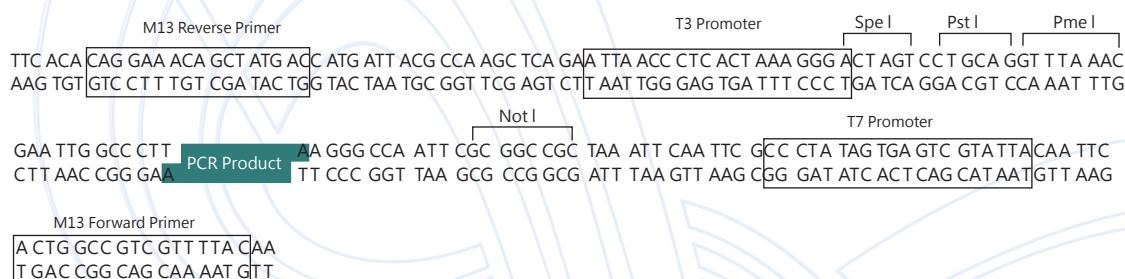 M13 Reverse Primer T3 Promoter Spe I Pst I Pme I
TTC ACA CAG GAA ACA GCT ATG ACC ATG ATT ACG CCA AGC TCA GAA TTA ACC CTC ACT AAA GGG ACT AGT CC TGC AGG TTT AAAC
AAG TGT GTC CTT TGT CGA TAC TGG TAC TAA TGC GGT TCG AGT CTT AAT TGG GAG TGA TTT CCC TGA TCA GGA CGT CCA AAT TTG
Not I T7 Promoter
GAA TTG GCC CTT PCR Product AA GGG CCA ATT CGC GGC CGC TAA ATT CAA TTC GCC CTA TAG TGA GTC GTA TTA CAA TTC
CTT AAC CGG GAA TT CCC GGT TAA GCG CCG GCG ATT TAA GTT AAG CGG GAT ATC ACT CAG CAT AAT GTT AAG
M13 Forward Primer
A CTG GCC GTC GTT TTA CAA
T GAC CGG CAG CAA AAT GTT